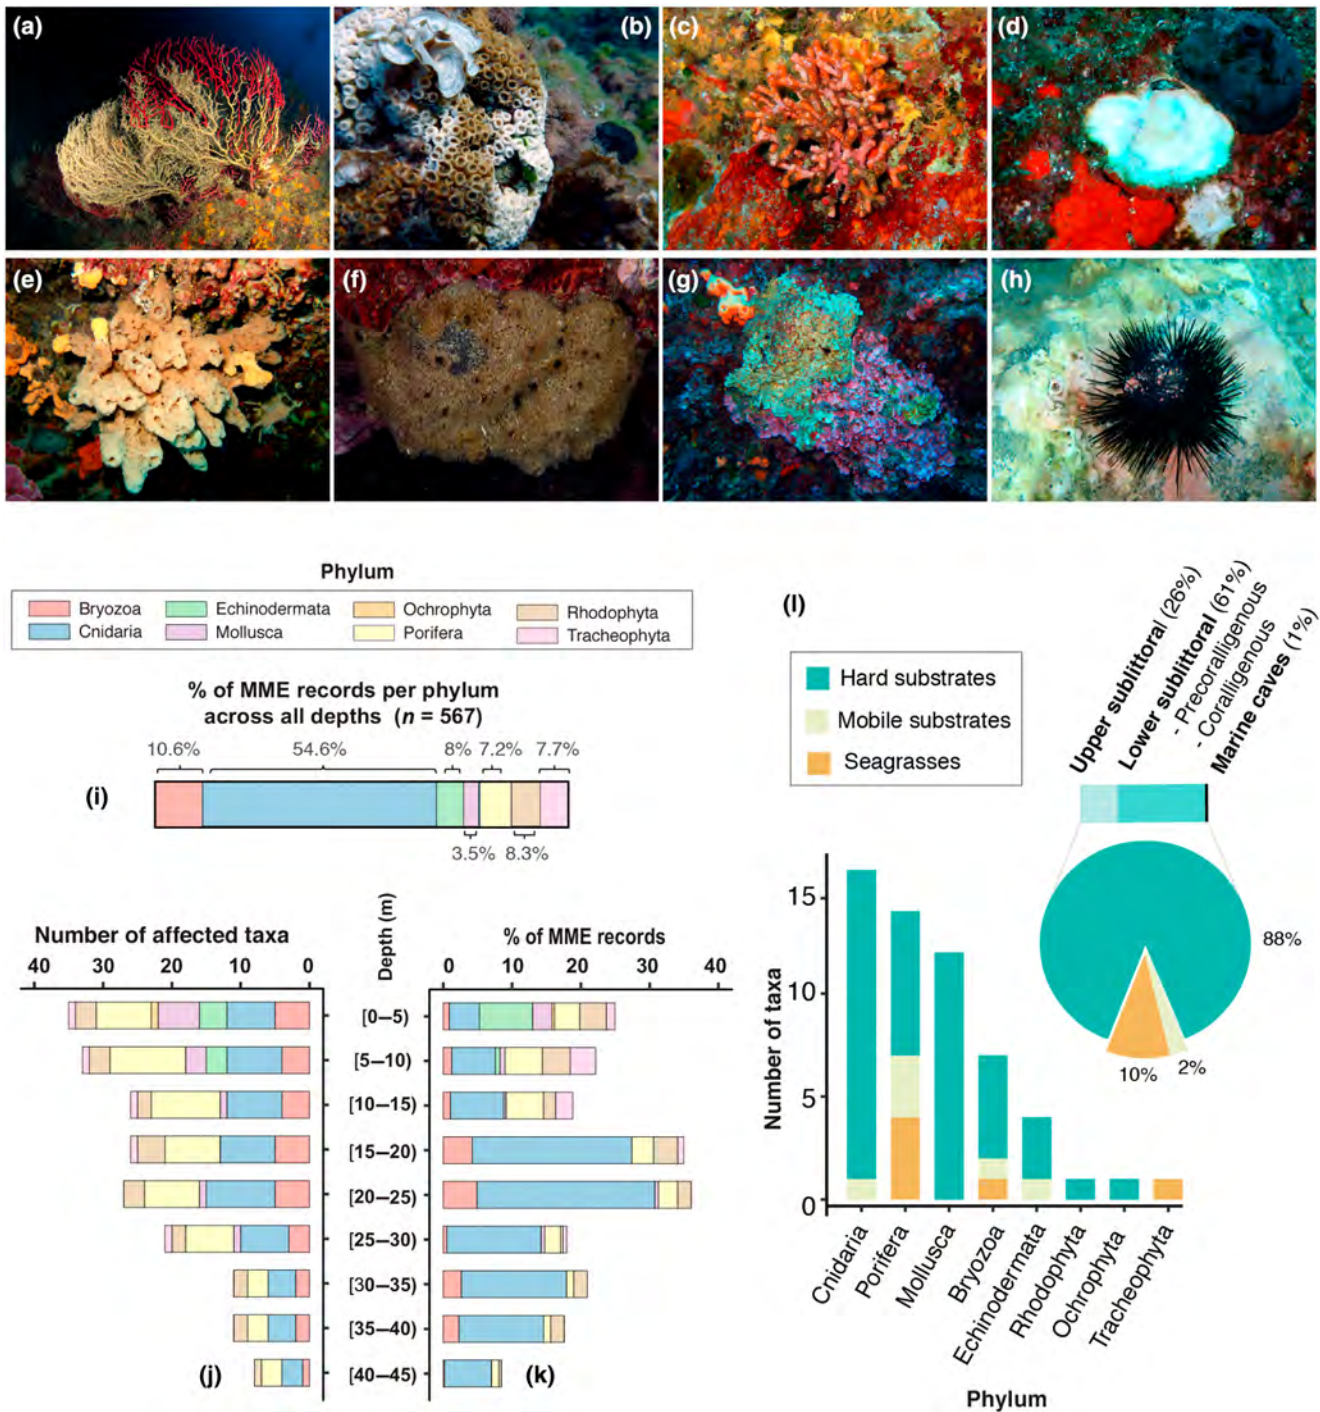 (a)
(b)
(c)
(d)
(e)
(f)
(g)
(h)
Phylum
Bryozoa
Echinodermata
Ochrophyta
Rhodophyta
Cnidaria
Mollusca
Porifera
Tracheophyta
% of MME records per phylum
across all depths (n = 567)
10.6%
54.6%
8%
7.2%
7.7%
(i)
3.5%
8.3%
Number of affected taxa
40 30 20 10 0
Depth (m)
% of MME records
0 10 20 30 40
[0–5)
[5–10)
[10–15)
[15–20)
[20–25)
[25–30)
[30–35)
[35–40)
[40–45)
(j)
(k)
(l)
Hard substrates
Mobile substrates
Seagrasses
Upper sublittoral (26%)
Lower sublittoral (61%)
- Precoralligenous
- Coralligenous
Marine caves (1%)
88%
10%
2%
Number of taxa
15
10
5
0
Cnidaria
Porifera
Mollusca
Bryozoa
Echinodermata
Rhodophyta
Ochrophyta
Tracheophyta
Phylum